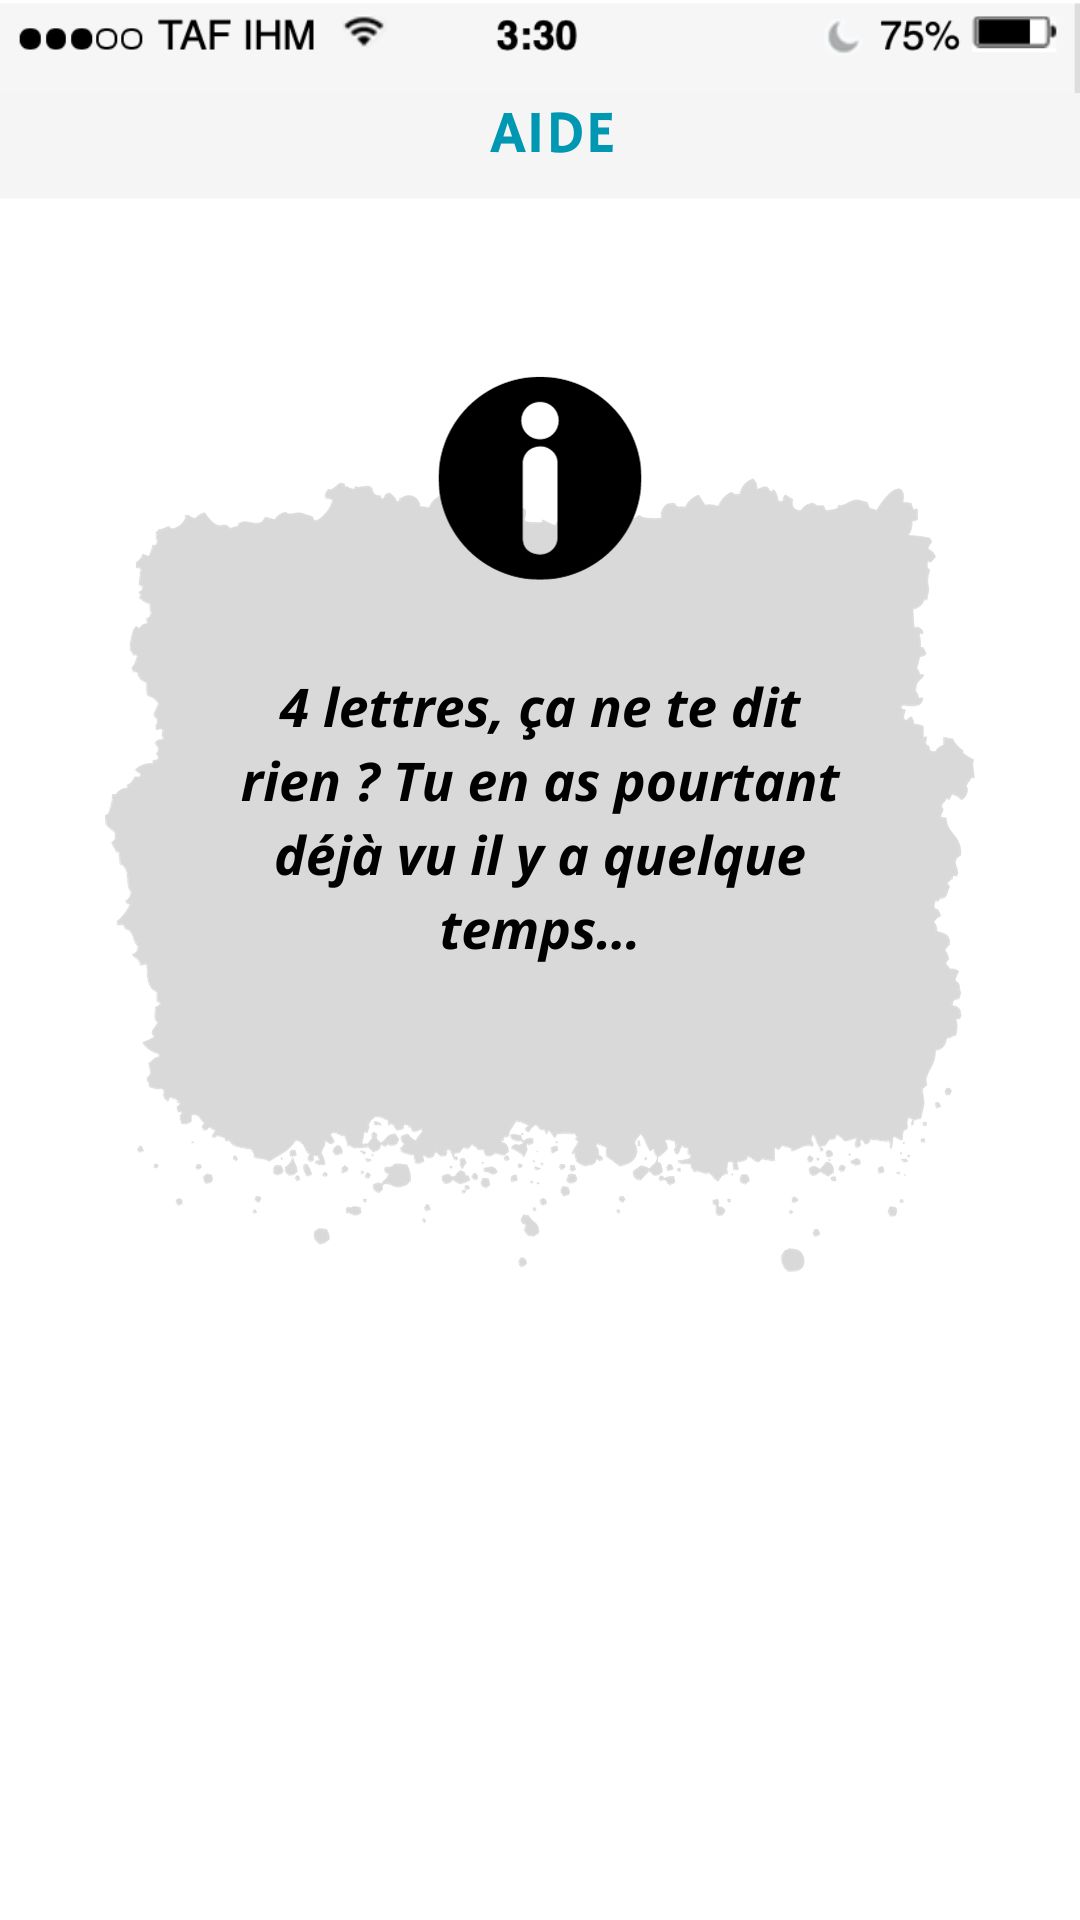 TAF IHM 3:30 75%
AIDE
4 lettres, ça ne te dit
rien ? Tu en as pourtant
déjà vu il y a quelque
temps...